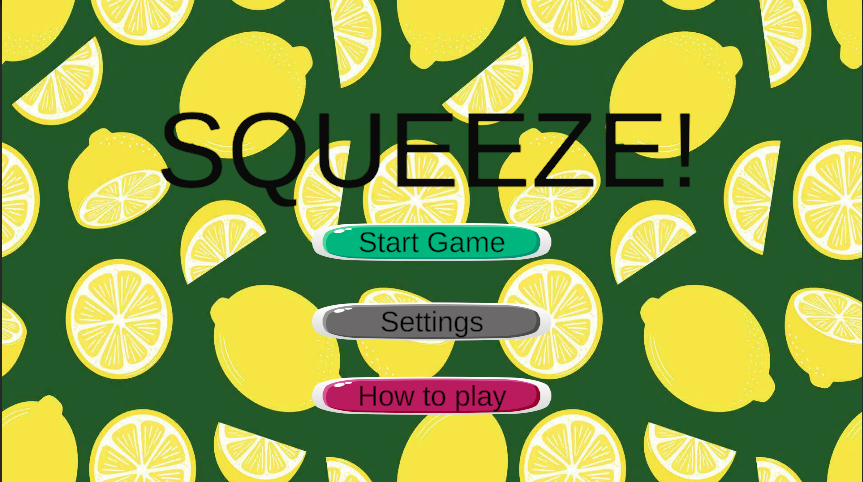 SQUEEZE!
Start Game
Settings
How to play